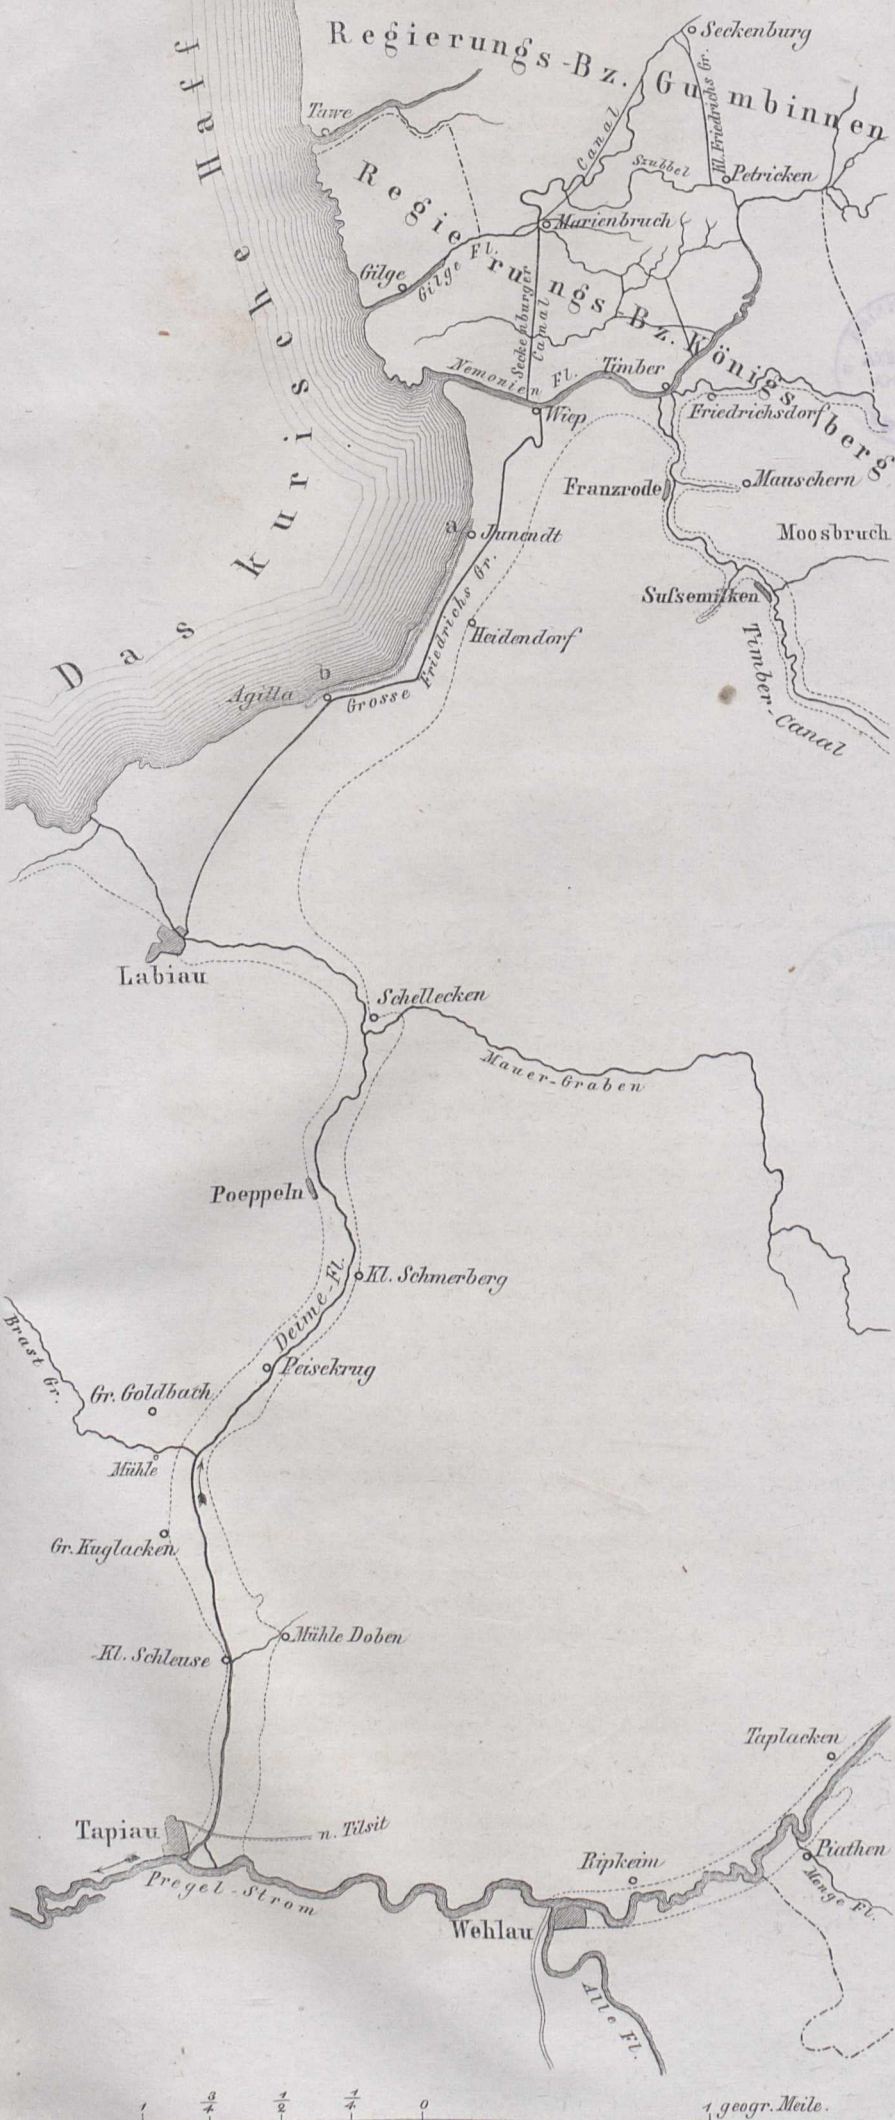 Das kurische Haff
Regierungs-Bz. Gumbinnen
Seckenburg
Kl. Friedrichs Gr.
Tawe
Canal
Szubbel
Petricken
Regierungs-Bz. Königsberg
Marienbruch
Gilge
Gilge Fl.
Seckenburger
Canal
Nemonien Fl.
Timber
Wiep
Friedrichsdorf
Franzrode
Mauschern
a
Junendt
Moosbruch
Sussemilken
Heidendorf
Timber-Canal
b
Agilla
Grosse Friedrichs Gr.
Labiau
Schellecken
Mauer-Graben
Poeppeln
Kl. Schmerberg
Deime-Fl.
Brast Gr.
Peisekrug
Gr. Goldbach
Mühle
Gr. Kuglacken
Mühle Doben
Kl. Schleuse
Taplacken
Tapiau
n. Tilsit
Piathen
Ripkeim
Menge Fl.
Pregel-Strom
Wehlau
Alle Fl.
1 3/4 1/2 1/4 0 1 geogr. Meile.